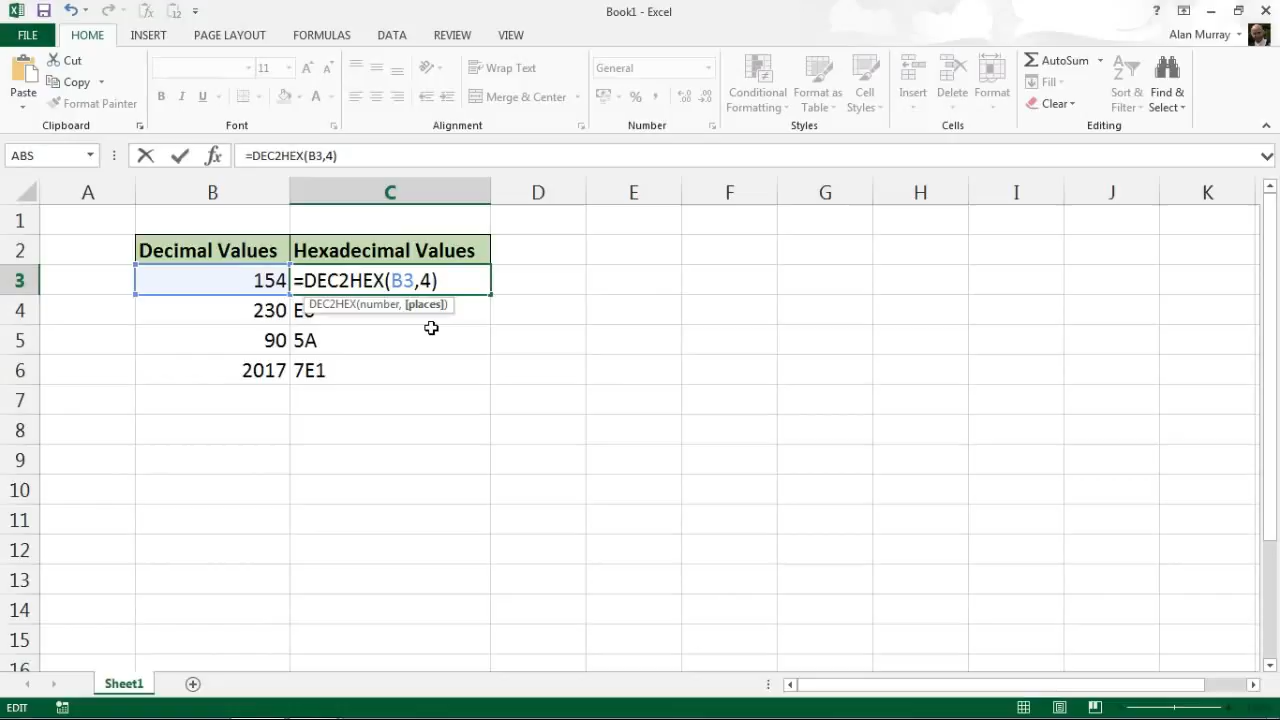 Book1 - Excel
FILE HOME INSERT PAGE LAYOUT FORMULAS DATA REVIEW VIEW Alan Murray
Paste
Cut
Copy
Format Painter
Clipboard
11
B I U A
Font
Wrap Text
Merge & Center
Alignment
General
%
Number
Conditional Formatting
Format as Table
Cell Styles
Styles
Insert
Delete
Format
Cells
AutoSum
Fill
Clear
Sort & Filter
Find & Select
Editing
ABS fx =DEC2HEX(B3,4)
A B C D E F G H I J K
1
2 Decimal Values Hexadecimal Values
3 154 =DEC2HEX(B3,4)
DEC2HEX(number, [places])
4 230
5 90 5A
6 2017 7E1
7
8
9
10
11
12
13
14
15
16
Sheet1
EDIT